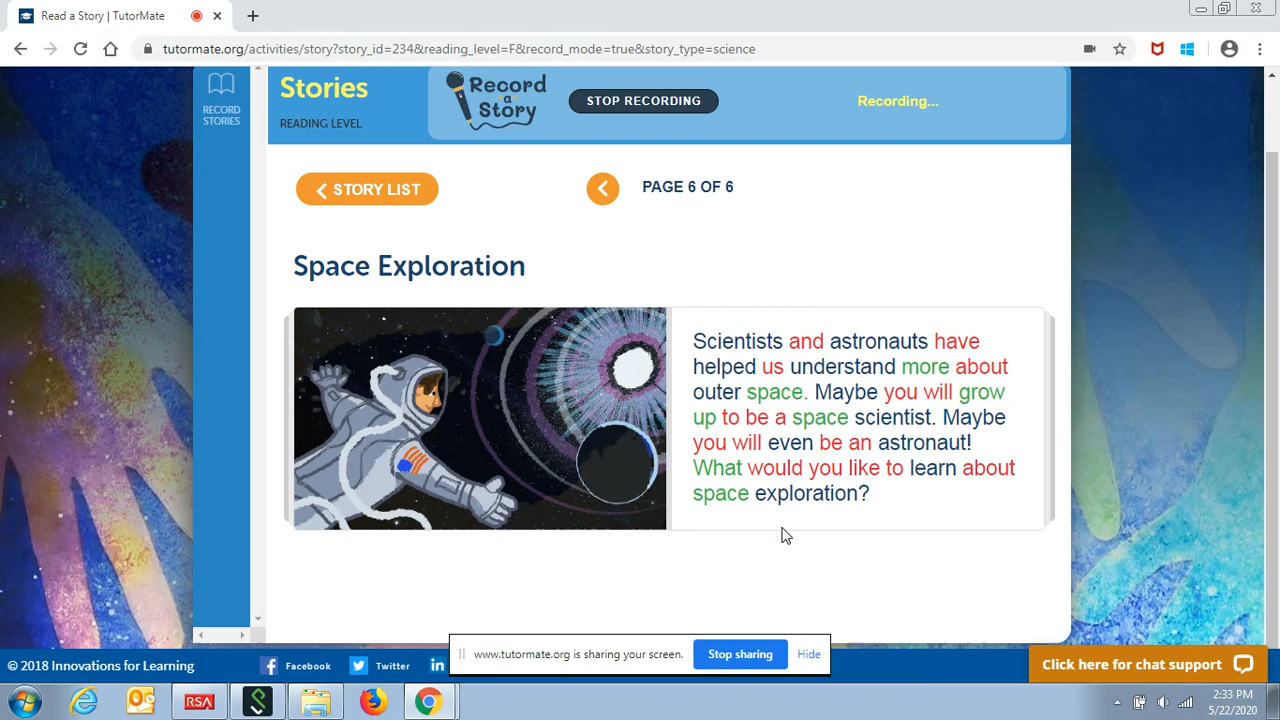 Read a Story | TutorMate
tutormate.org/activities/story?story_id=234&reading_level=F&record_mode=true&story_type=science
RECORD
STORIES
Stories
READING LEVEL
Record
a
Story
STOP RECORDING
Recording...
STORY LIST
PAGE 6 OF 6
Space Exploration
Scientists and astronauts have
helped us understand more about
outer space. Maybe you will grow
up to be a space scientist. Maybe
you will even be an astronaut!
What would you like to learn about
space exploration?
www.tutormate.org is sharing your screen.
Stop sharing
Hide
© 2018 Innovations for Learning
Facebook
Twitter
in
Click here for chat support
RSA
2:33 PM
5/22/2020